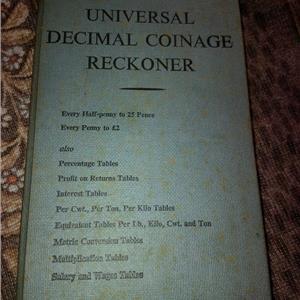 UNIVERSAL
DECIMAL COINAGE
RECKONER
Every Half-penny to 25 Pence
Every Penny to £2
also
Percentage Tables
Profit on Returns Tables
Interest Tables
Per Cwt., Per Ton, Per Kilo Tables
Equivalent Tables Per Lb., Kilo, Cwt. and Ton
Metric Conversion Tables
Multiplication Tables
Salary and Wages Tables